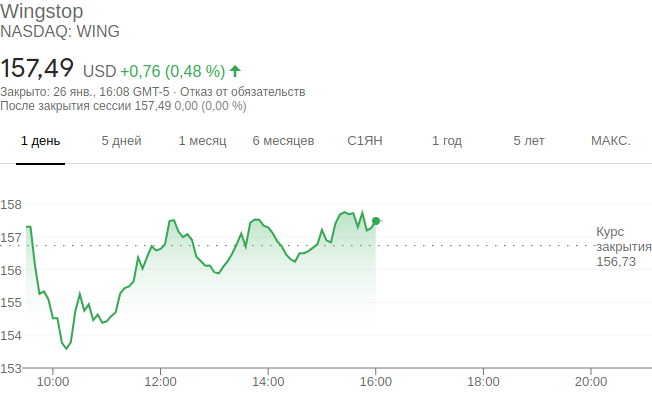 Wingstop
NASDAQ: WING
157,49 USD +0,76 (0,48 %)
Закрыто: 26 янв., 16:08 GMT-5 · Отказ от обязательств
После закрытия сессии 157,49 0,00 (0,00 %)
1 день 5 дней 1 месяц 6 месяцев С1ЯН 1 год 5 лет МАКС.
158
157
156
155
154
153
Курс
закрытия
156,73
10:00 12:00 14:00 16:00 18:00 20:00